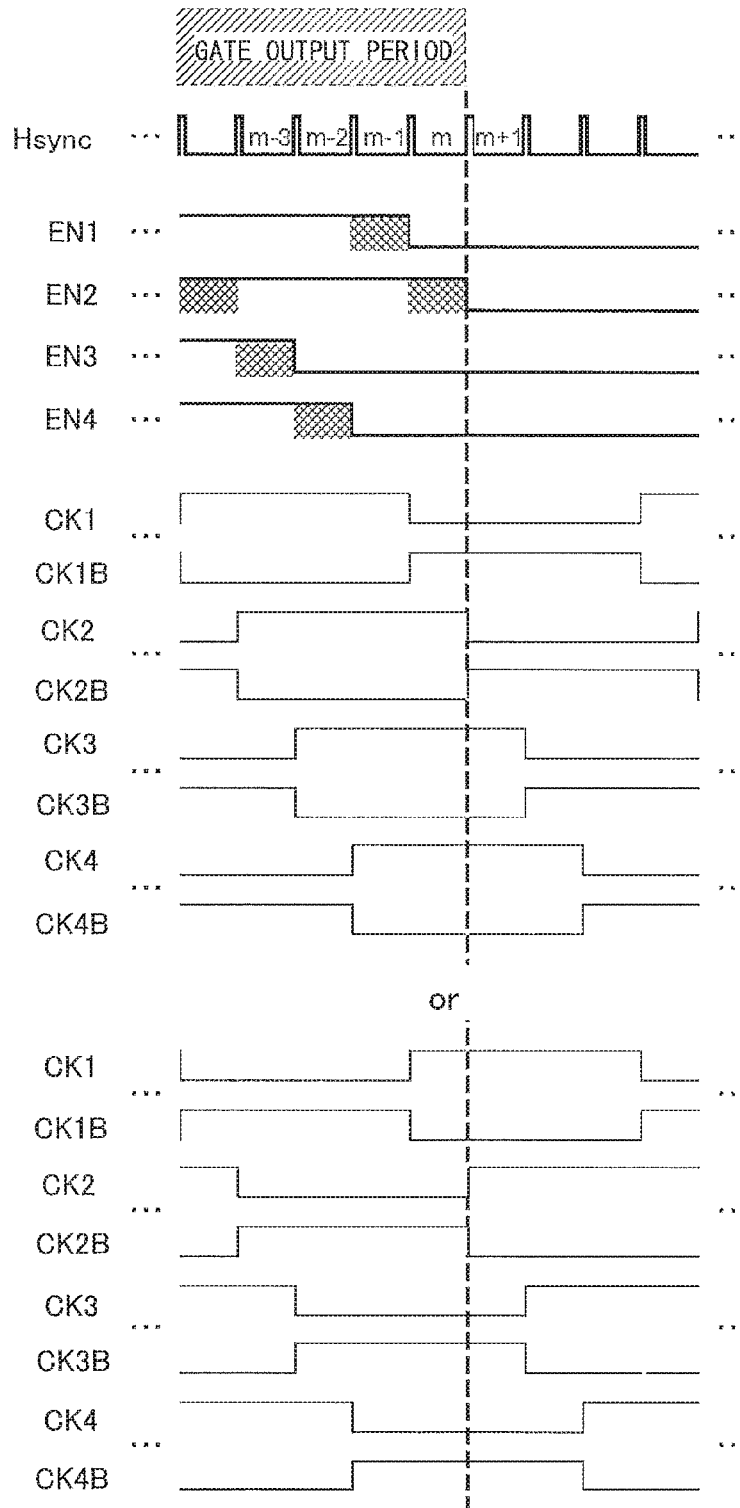 GATE OUTPUT PERIOD
Hsync ... m-3 m-2 m-1 m m+1 ...
EN1 ... ...
EN2 ... ...
EN3 ... ...
EN4 ... ...
CK1
... ...
CK1B
CK2
... ...
CK2B
CK3
... ...
CK3B
CK4
... ...
CK4B
or
CK1
... ...
CK1B
CK2
... ...
CK2B
CK3
... ...
CK3B
CK4
... ...
CK4B